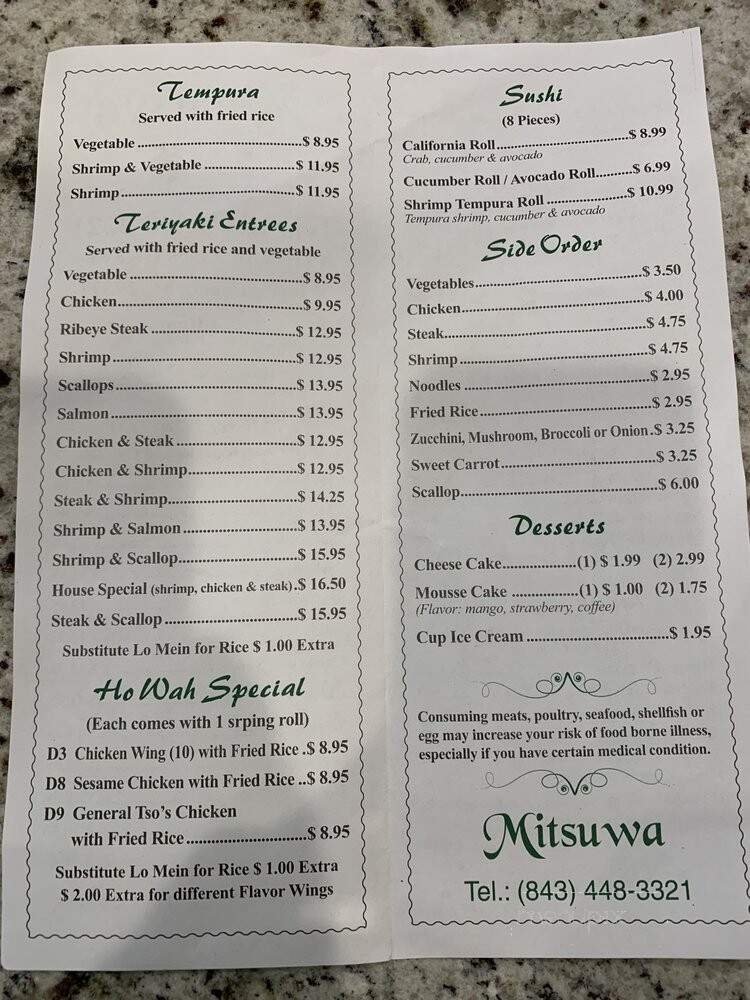 Tempura
Served with fried rice
Vegetable ..........................................$ 8.95
Shrimp & Vegetable .......................$ 11.95
Shrimp.............................................$ 11.95
Teriyaki Entrees
Served with fried rice and vegetable
Vegetable ...........................................$ 8.95
Chicken..............................................$ 9.95
Ribeye Steak ....................................$ 12.95
Shrimp..............................................$ 12.95
Scallops.............................................$ 13.95
Salmon ..............................................$ 13.95
Chicken & Steak ..............................$ 12.95
Chicken & Shrimp...........................$ 12.95
Steak & Shrimp................................$ 14.25
Shrimp & Salmon ............................$ 13.95
Shrimp & Scallop.............................$ 15.95
House Special (shrimp, chicken & steak).$ 16.50
Steak & Scallop .................................$ 15.95
Substitute Lo Mein for Rice $ 1.00 Extra
Ho Wah Special
(Each comes with 1 srping roll)
D3 Chicken Wing (10) with Fried Rice .$ 8.95
D8 Sesame Chicken with Fried Rice ..$ 8.95
D9 General Tso's Chicken
with Fried Rice..............................$ 8.95
Substitute Lo Mein for Rice $ 1.00 Extra
$ 2.00 Extra for different Flavor Wings
Sushi
(8 Pieces)
California Roll.................................$ 8.99
Crab, cucumber & avocado
Cucumber Roll / Avocado Roll.........$ 6.99
Shrimp Tempura Roll ....................$ 10.99
Tempura shrimp, cucumber & avocado
Side Order
Vegetables..........................................$ 3.50
Chicken..............................................$ 4.00
Steak..................................................$ 4.75
Shrimp...............................................$ 4.75
Noodles ..............................................$ 2.95
Fried Rice..........................................$ 2.95
Zucchini, Mushroom, Broccoli or Onion.$ 3.25
Sweet Carrot......................................$ 3.25
Scallop................................................$ 6.00
Desserts
Cheese Cake...................(1) $ 1.99 (2) 2.99
Mousse Cake .................(1) $ 1.00 (2) 1.75
(Flavor: mango, strawberry, coffee)
Cup Ice Cream ...................................$ 1.95
Consuming meats, poultry, seafood, shellfish or
egg may increase your risk of food borne illness,
especially if you have certain medical condition.
Mitsuwa
Tel.: (843) 448-3321